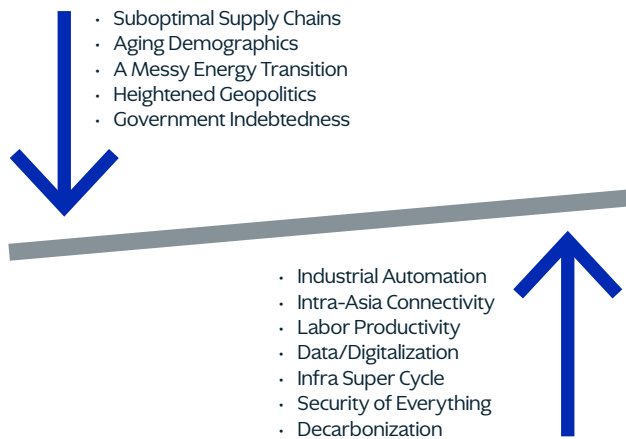 · Suboptimal Supply Chains
· Aging Demographics
· A Messy Energy Transition
· Heightened Geopolitics
· Government Indebtedness
· Industrial Automation
· Intra-Asia Connectivity
· Labor Productivity
· Data/Digitalization
· Infra Super Cycle
· Security of Everything
· Decarbonization